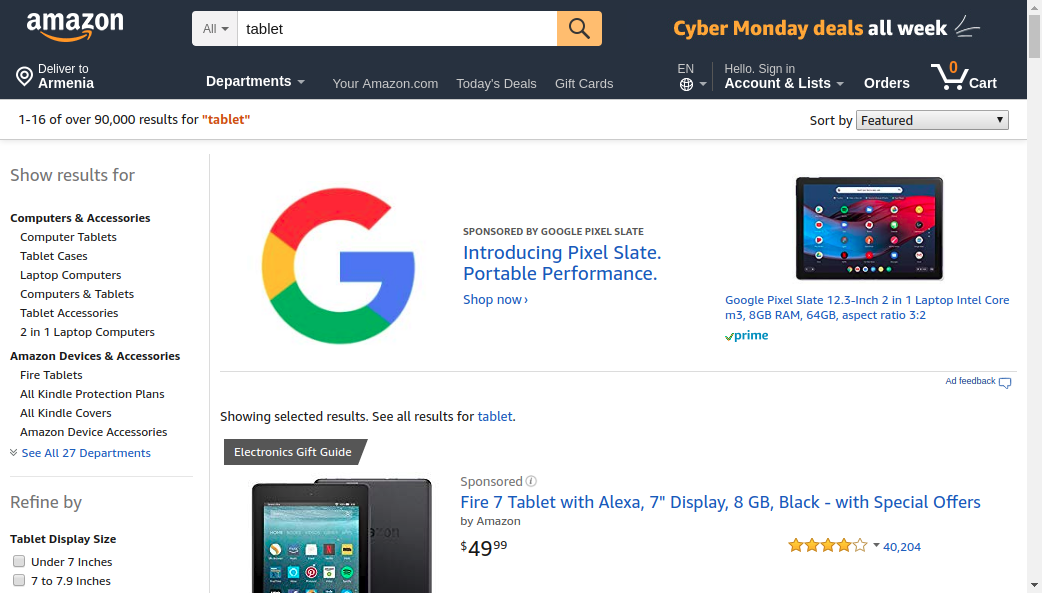 amazon
All
tablet
Cyber Monday deals all week
Deliver to
Armenia
Departments
Your Amazon.com
Today's Deals
Gift Cards
EN
Hello. Sign in
Account & Lists
Orders
0
Cart
1-16 of over 90,000 results for "tablet"
Sort by Featured
Show results for
Computers & Accessories
Computer Tablets
Tablet Cases
Laptop Computers
Computers & Tablets
Tablet Accessories
2 in 1 Laptop Computers
Amazon Devices & Accessories
Fire Tablets
All Kindle Protection Plans
All Kindle Covers
Amazon Device Accessories
See All 27 Departments
Refine by
Tablet Display Size
Under 7 Inches
7 to 7.9 Inches
G
SPONSORED BY GOOGLE PIXEL SLATE
Introducing Pixel Slate.
Portable Performance.
Shop now ›
Google Pixel Slate 12.3-Inch 2 in 1 Laptop Intel Core
m3, 8GB RAM, 64GB, aspect ratio 3:2
prime
Ad feedback
Showing selected results. See all results for tablet.
Electronics Gift Guide
Sponsored
Fire 7 Tablet with Alexa, 7" Display, 8 GB, Black - with Special Offers
by Amazon
$49 99
40,204